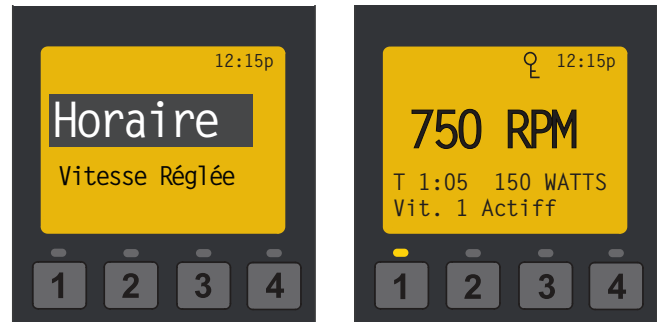 12:15p
Horaire
Vitesse Réglée
1 2 3 4
12:15p
750 RPM
T 1:05 150 WATTS
Vit. 1 Actiff
1 2 3 4